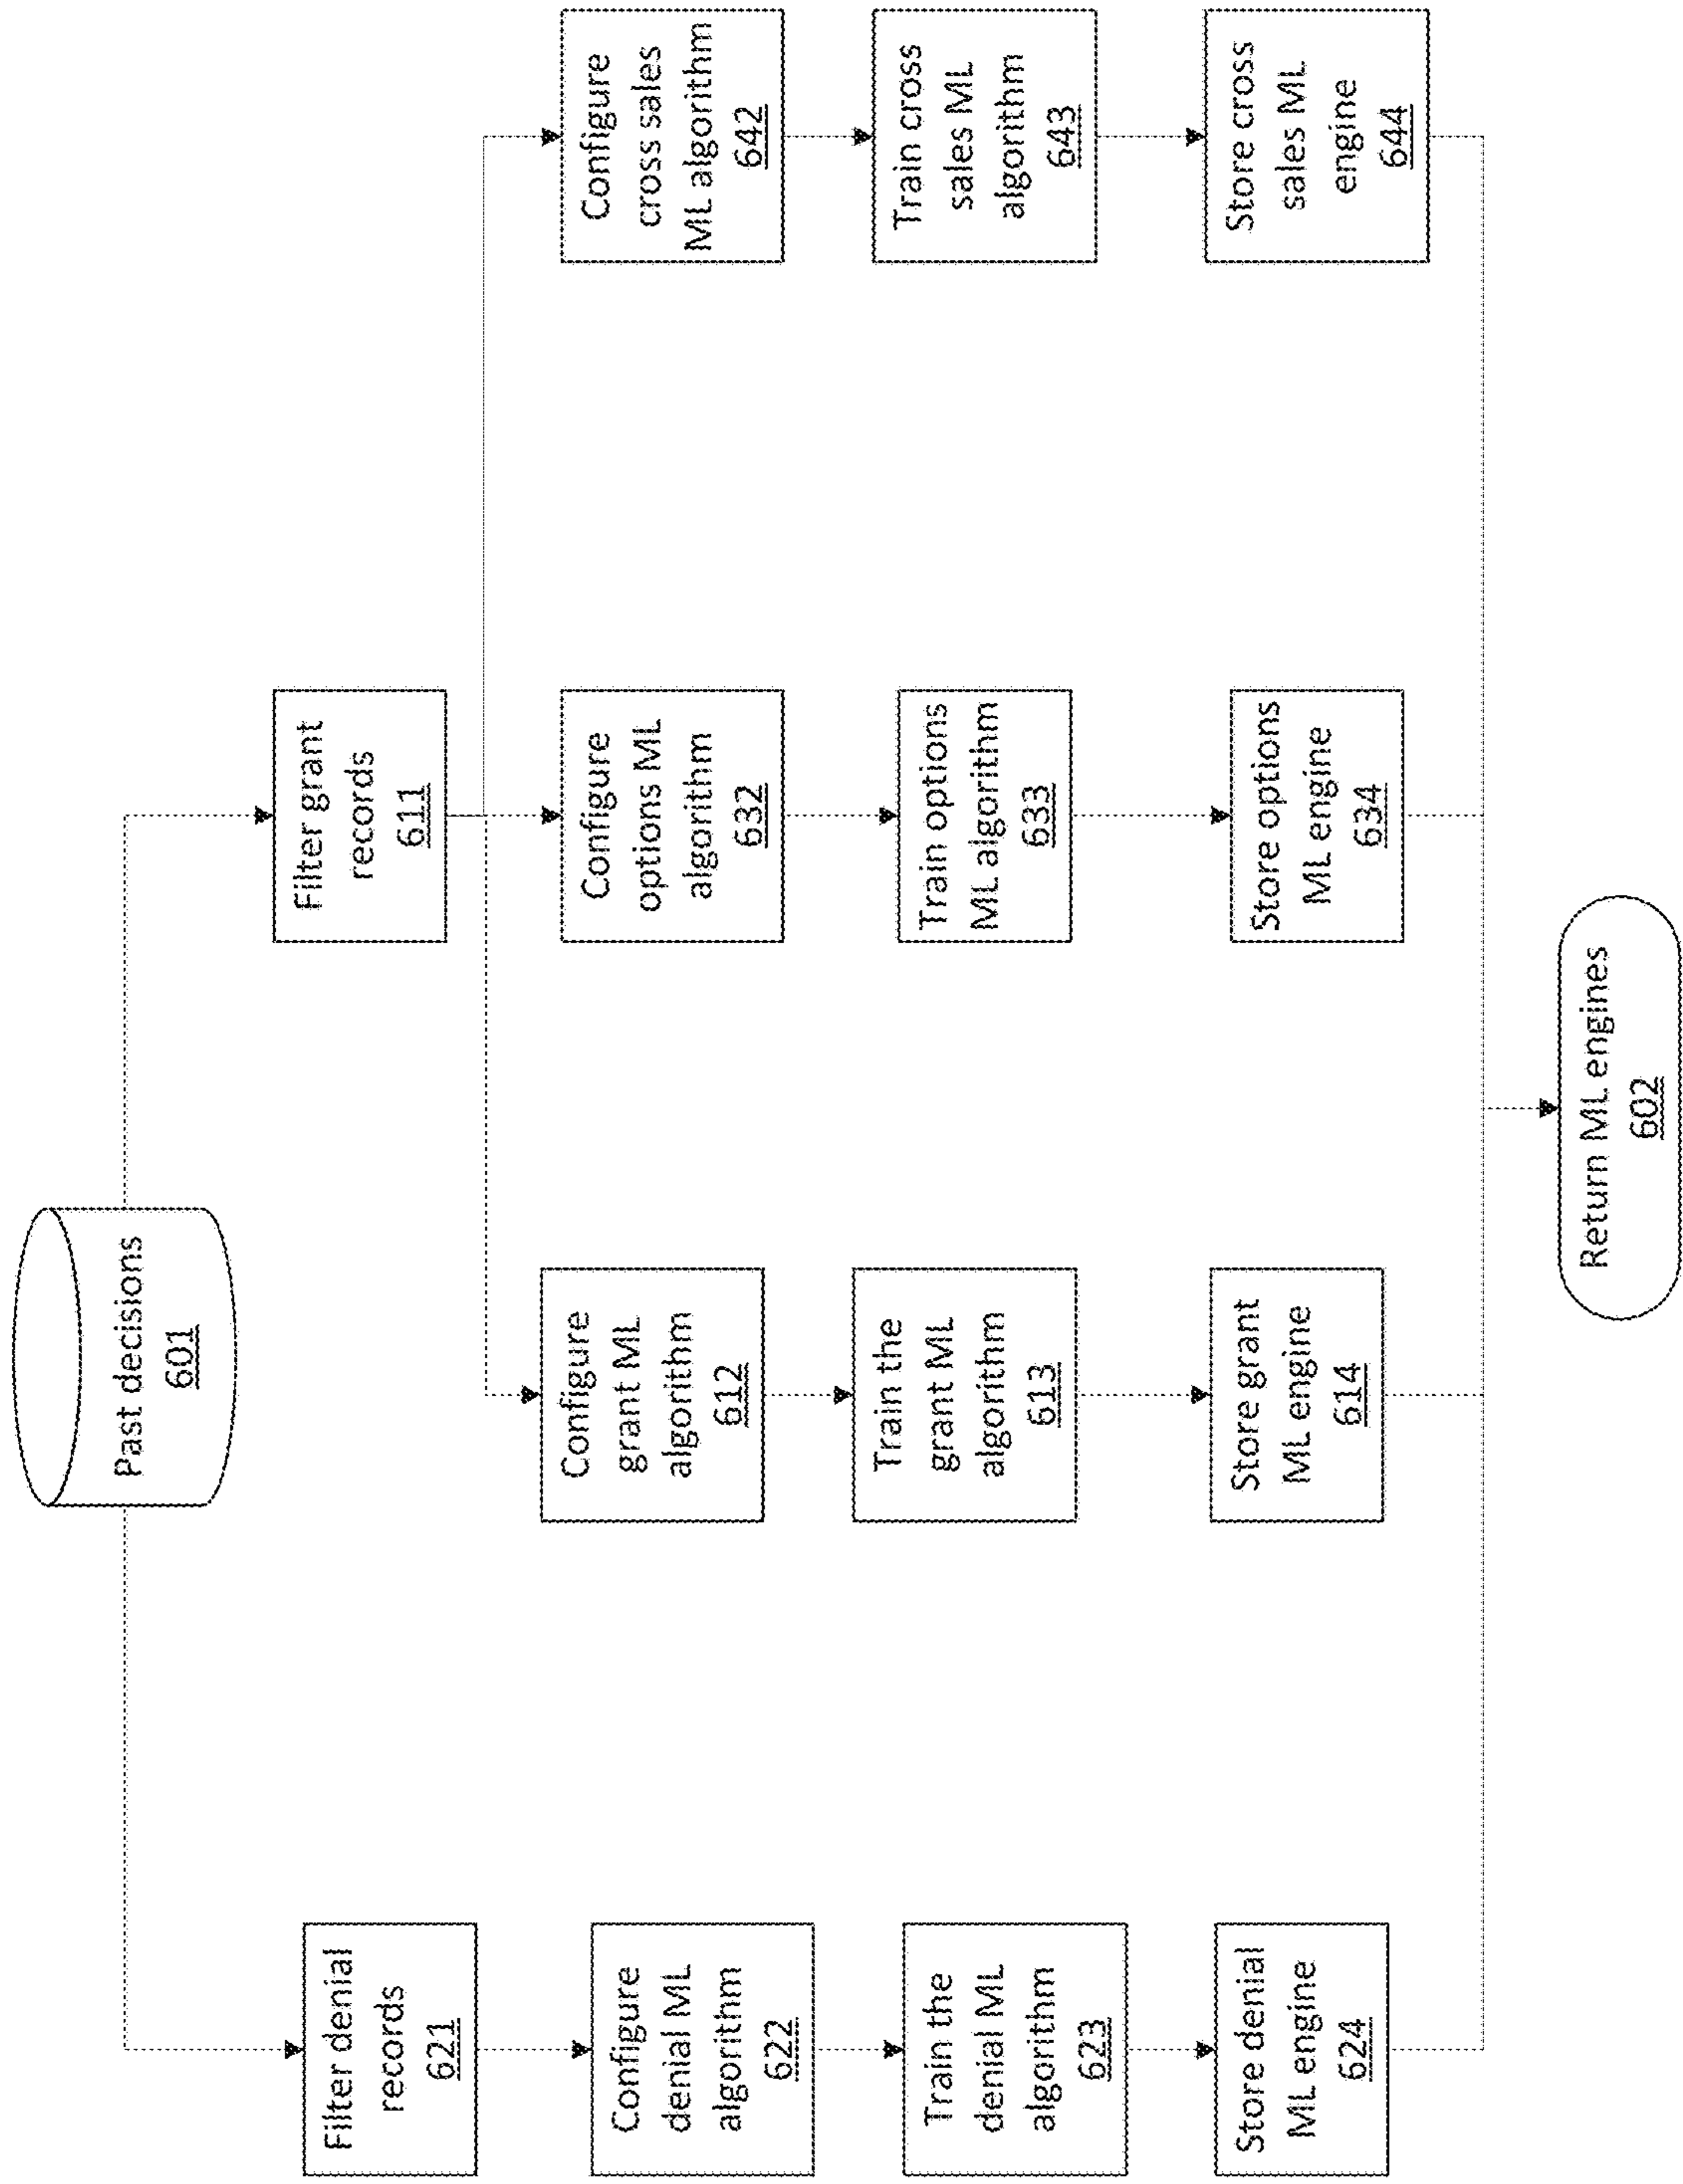 Past decisions
601
Filter denial
records
621
Filter grant
records
611
Configure
denial ML
algorithm
622
Configure
grant ML
algorithm
612
Configure
options ML
algorithm
632
Configure
cross sales
ML algorithm
642
Train the
denial ML
algorithm
623
Train the
grant ML
algorithm
613
Train options
ML algorithm
633
Train cross
sales ML
algorithm
643
Store denial
ML engine
624
Store grant
ML engine
614
Store options
ML engine
634
Store cross
sales ML
engine
644
Return ML engines
602